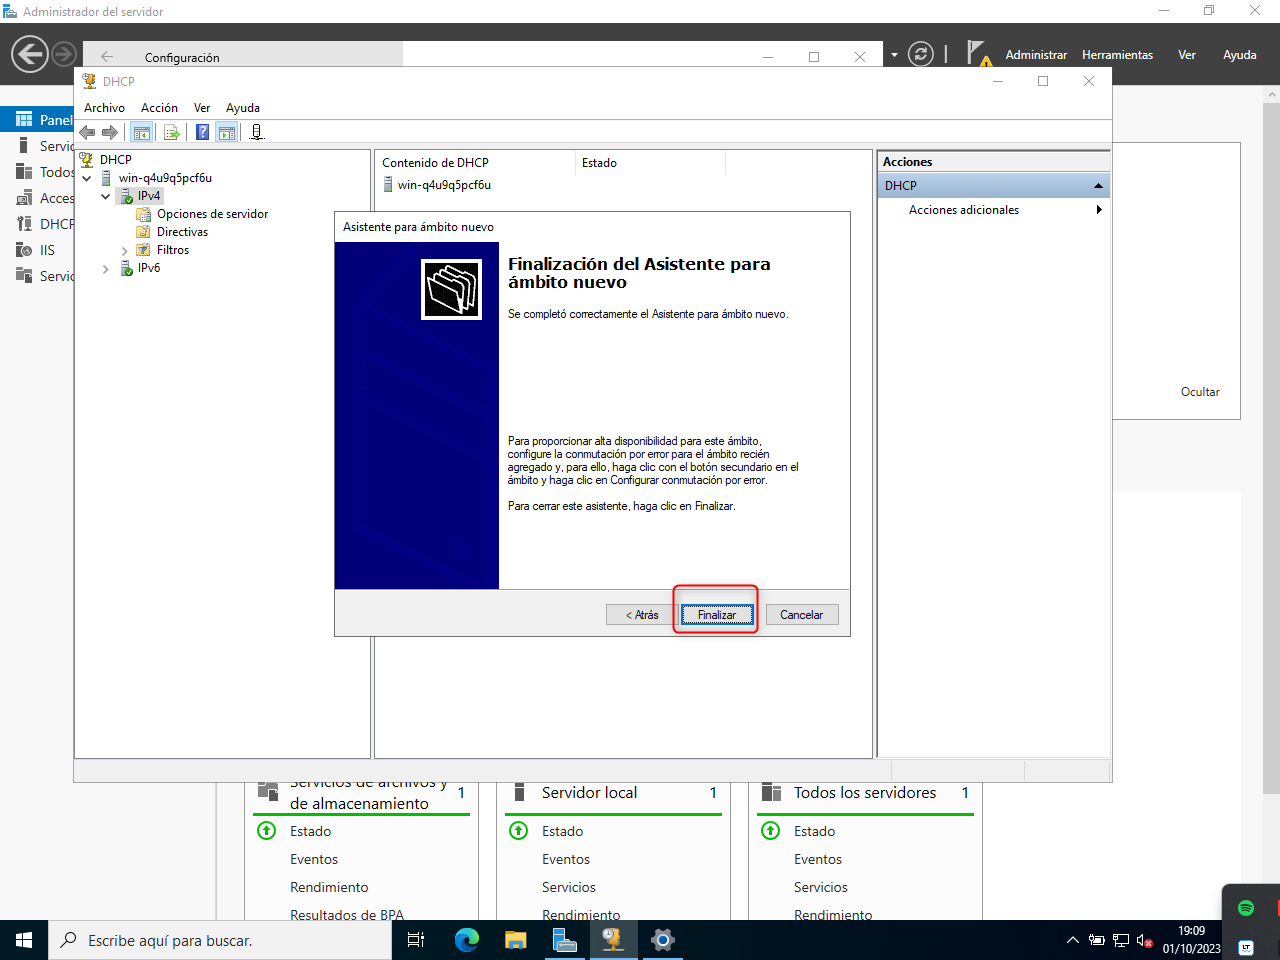 Administrador del servidor
Configuración
Administrar Herramientas Ver Ayuda
DHCP
Archivo Acción Ver Ayuda
Panel
Servic
Todos
Acces
DHCP
IIS
Servic
DHCP
win-q4u9q5pcf6u
IPv4
Opciones de servidor
Directivas
Filtros
IPv6
Contenido de DHCP Estado
win-q4u9q5pcf6u
Acciones
DHCP
Acciones adicionales
Asistente para ámbito nuevo
Finalización del Asistente para
ámbito nuevo
Se completó correctamente el Asistente para ámbito nuevo.
Para proporcionar alta disponibilidad para este ámbito,
configure la conmutación por error para el ámbito recién
agregado y, para ello, haga clic con el botón secundario en el
ámbito y haga clic en Configurar conmutación por error.
Para cerrar este asistente, haga clic en Finalizar.
< Atrás Finalizar Cancelar
Ocultar
Servicios de archivos y
de almacenamiento 1
Estado
Eventos
Rendimiento
Resultados de BPA
Servidor local 1
Estado
Eventos
Servicios
Rendimiento
Todos los servidores 1
Estado
Eventos
Servicios
Rendimiento
Escribe aquí para buscar.
19:09
01/10/2023
LT